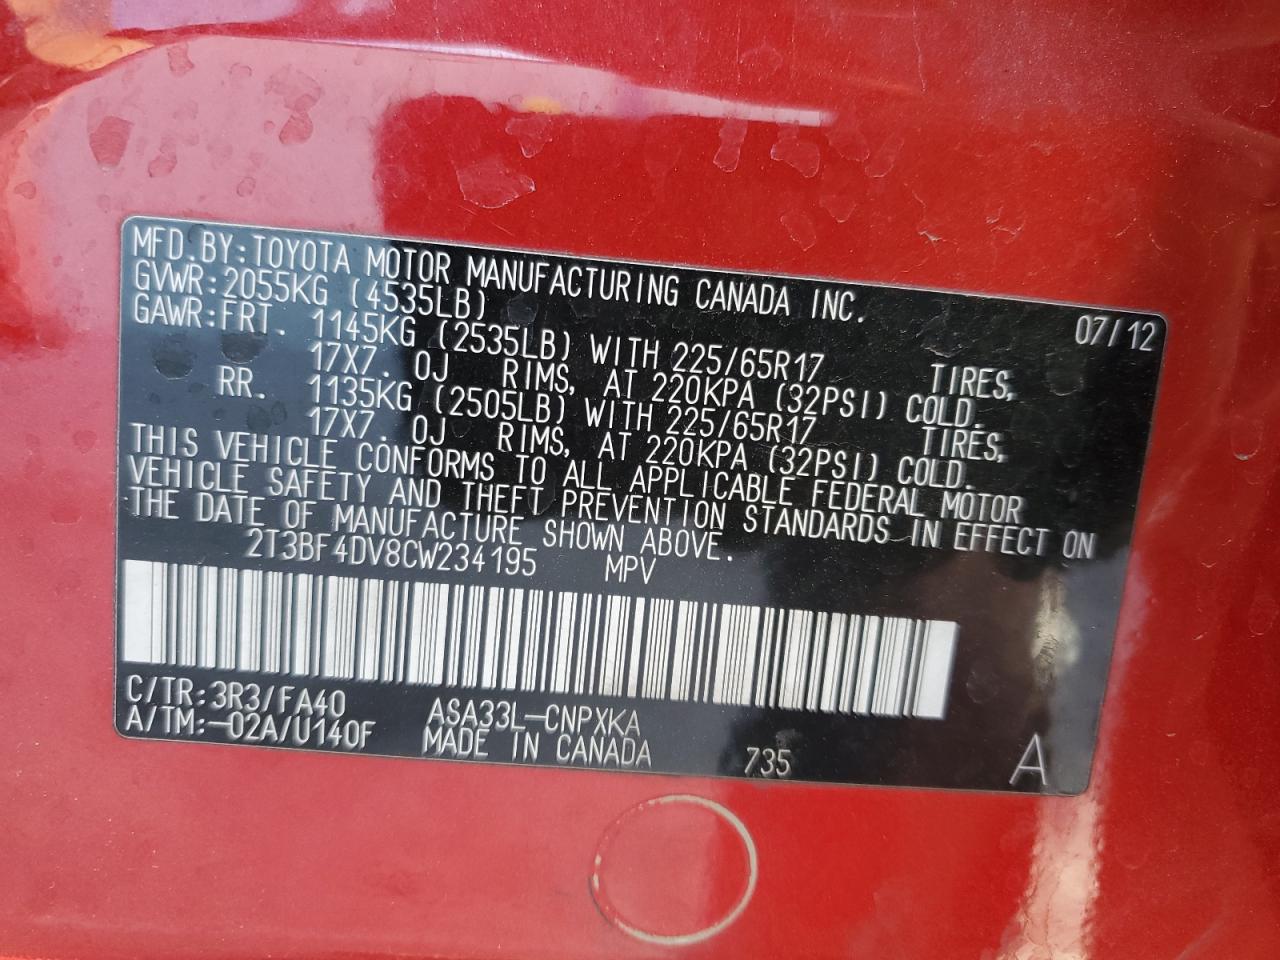 MFD.BY:TOYOTA MOTOR MANUFACTURING CANADA INC.
GVWR:2055KG (4535LB) 07/12
GAWR:FRT. 1145KG (2535LB) WITH 225/65R17 TIRES,
17X7. 0J RIMS, AT 220KPA (32PSI) COLD.
RR. 1135KG (2505LB) WITH 225/65R17 TIRES,
17X7. 0J RIMS, AT 220KPA (32PSI) COLD.
THIS VEHICLE CONFORMS TO ALL APPLICABLE FEDERAL MOTOR
VEHICLE SAFETY AND THEFT PREVENTION STANDARDS IN EFFECT ON
THE DATE OF MANUFACTURE SHOWN ABOVE.
2T3BF4DV8CW234195 MPV
C/TR:3R3/FA40 ASA33L-CNPXKA
A/TM:-02A/U140F MADE IN CANADA 735 A